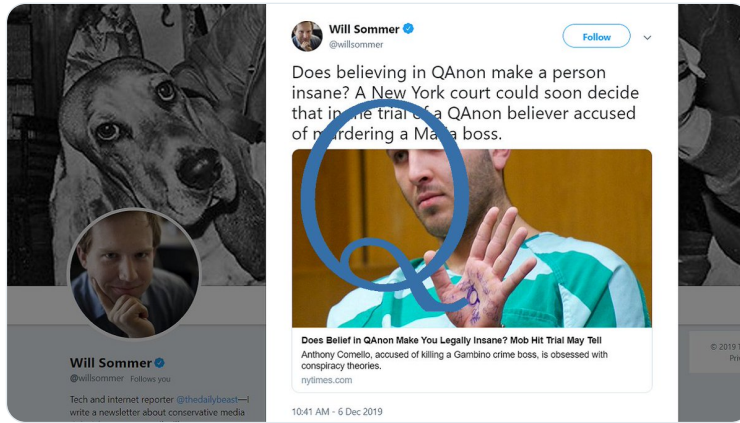 Will Sommer
@willsommer
Follow
Does believing in QAnon make a person
insane? A New York court could soon decide
that in the trial of a QAnon believer accused
of murdering a Mafia boss.
Does Belief in QAnon Make You Legally Insane? Mob Hit Trial May Tell
Anthony Comello, accused of killing a Gambino crime boss, is obsessed with
conspiracy theories.
nytimes.com
10:41 AM - 6 Dec 2019
Will Sommer
@willsommer Follows you
Tech and internet reporter @thedailybeast—I
write a newsletter about conservative media
© 2019